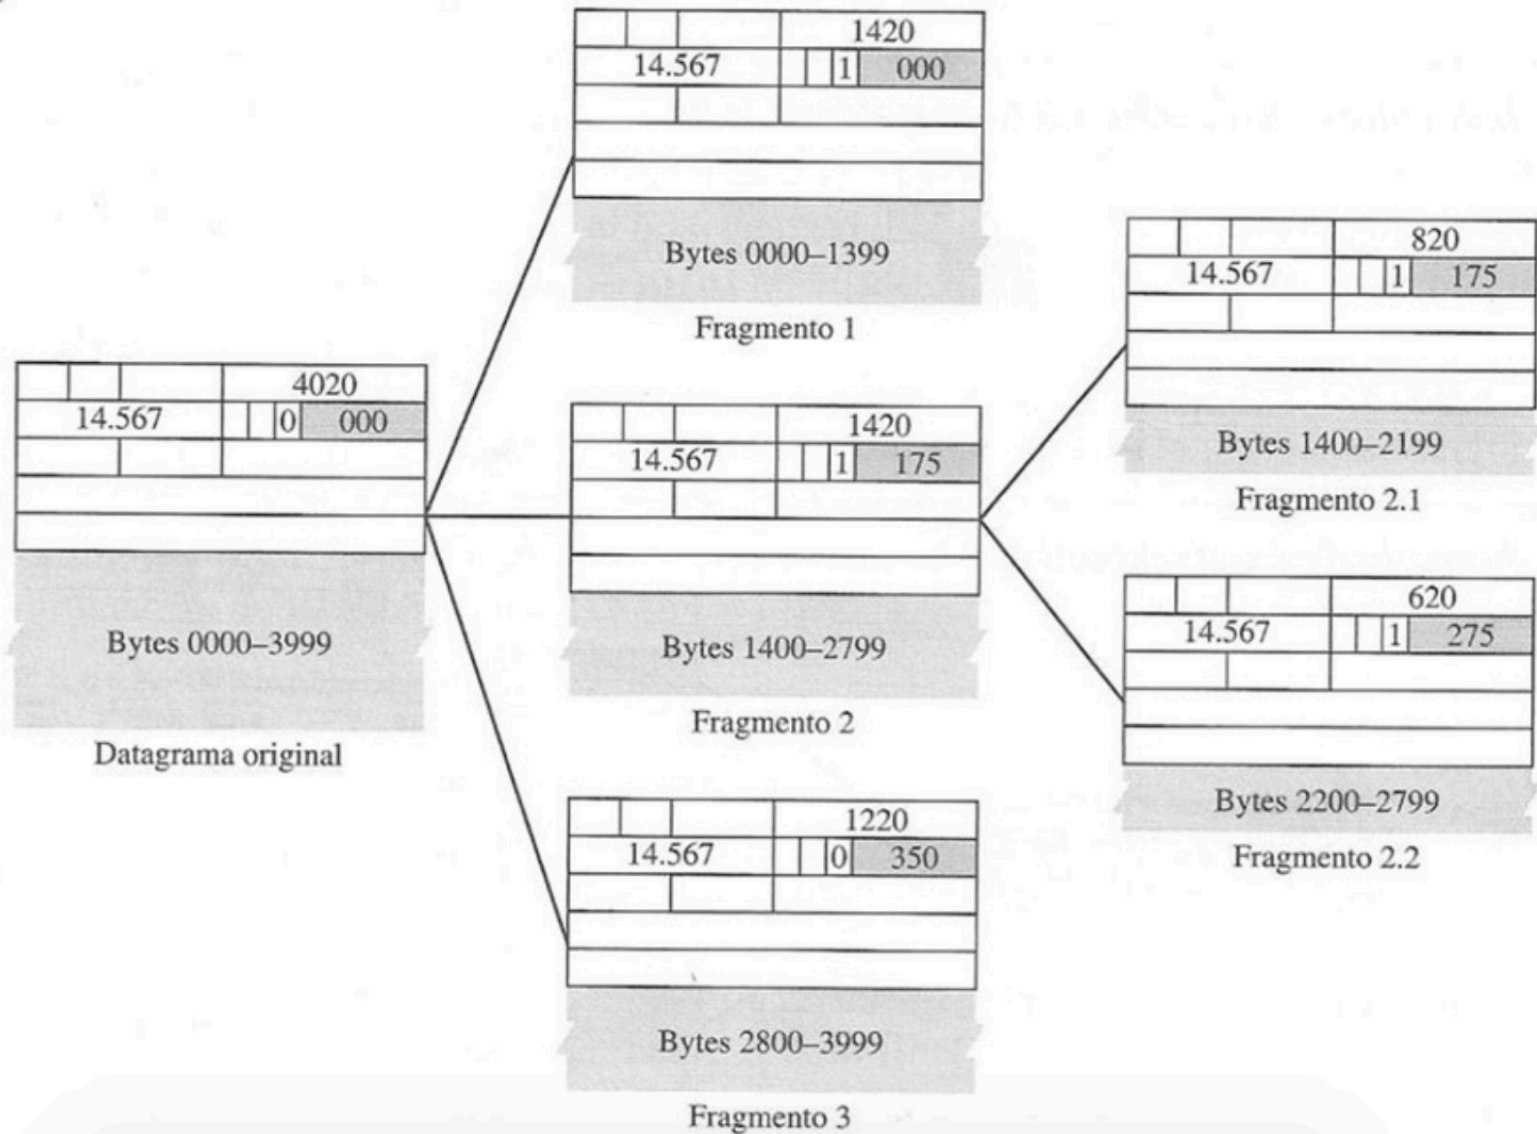 4020
14.567 0 000
Bytes 0000–3999
Datagrama original
1420
14.567 1 000
Bytes 0000–1399
Fragmento 1
1420
14.567 1 175
Bytes 1400–2799
Fragmento 2
1220
14.567 0 350
Bytes 2800–3999
Fragmento 3
820
14.567 1 175
Bytes 1400–2199
Fragmento 2.1
620
14.567 1 275
Bytes 2200–2799
Fragmento 2.2